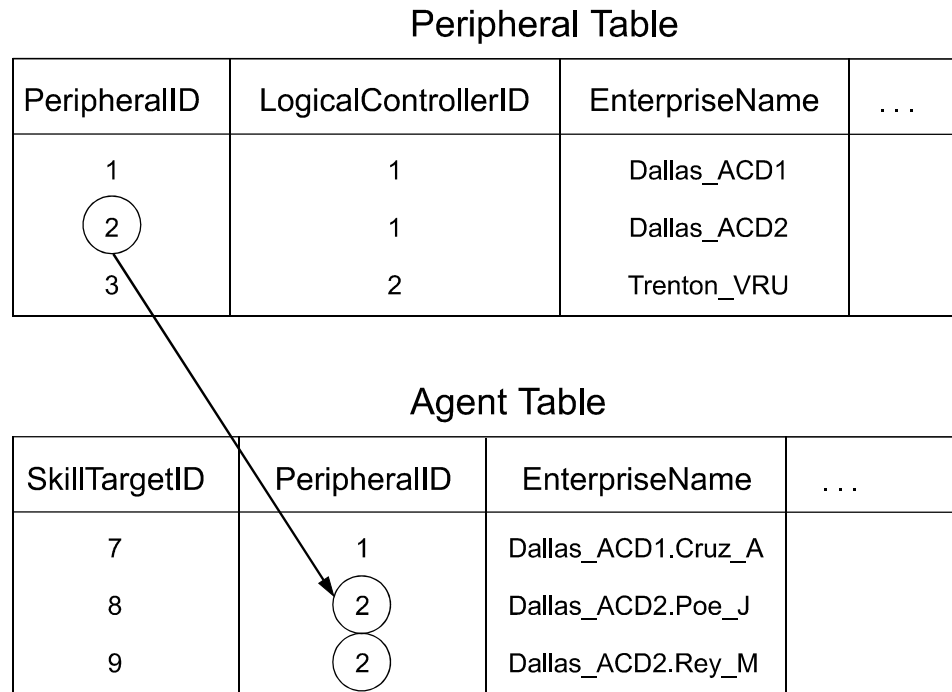 Peripheral Table
PeripheralID LogicalControllerID EnterpriseName . . .
1 1 Dallas_ACD1
2 1 Dallas_ACD2
3 2 Trenton_VRU
Agent Table
SkillTargetID PeripheralID EnterpriseName . . .
7 1 Dallas_ACD1.Cruz_A
8 2 Dallas_ACD2.Poe_J
9 2 Dallas_ACD2.Rey_M